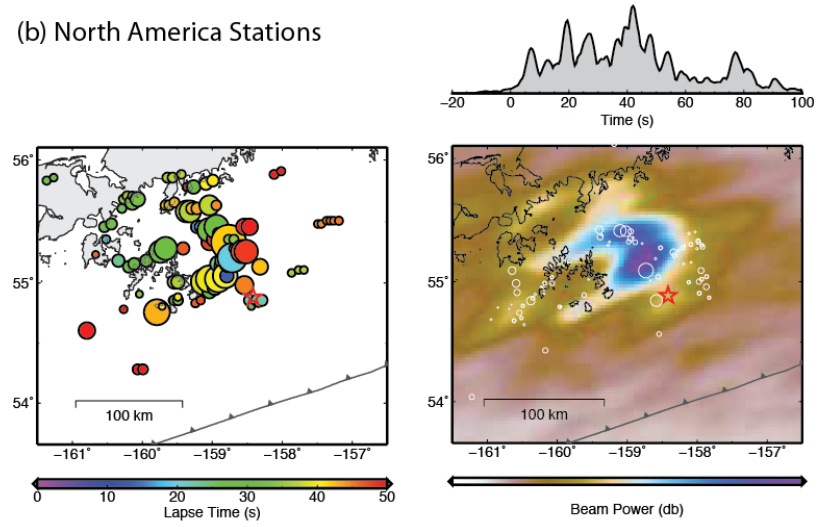 (b) North America Stations
−20 0 20 40 60 80 100
Time (s)
56˚
55˚
54˚
100 km
−161˚ −160˚ −159˚ −158˚ −157˚
0 10 20 30 40 50
Lapse Time (s)
56˚
55˚
54˚
100 km
−161˚ −160˚ −159˚ −158˚ −157˚
Beam Power (db)